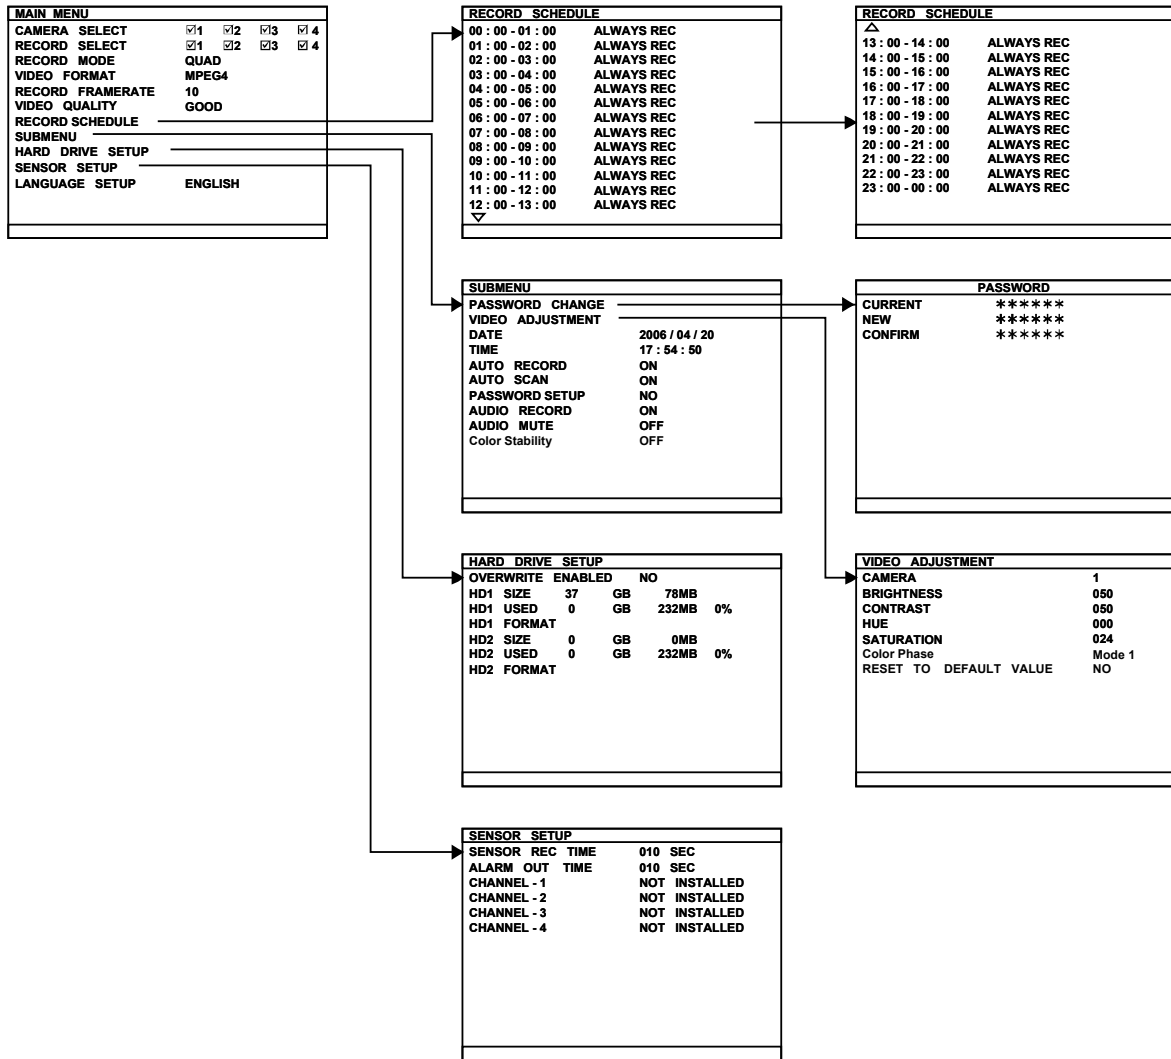 MAIN MENU
CAMERA SELECT ☑1 ☑2 ☑3 ☑4
RECORD SELECT ☑1 ☑2 ☑3 ☑4
RECORD MODE QUAD
VIDEO FORMAT MPEG4
RECORD FRAMERATE 10
VIDEO QUALITY GOOD
RECORD SCHEDULE
SUBMENU
HARD DRIVE SETUP
SENSOR SETUP
LANGUAGE SETUP ENGLISH
RECORD SCHEDULE
00 : 00 - 01 : 00 ALWAYS REC
01 : 00 - 02 : 00 ALWAYS REC
02 : 00 - 03 : 00 ALWAYS REC
03 : 00 - 04 : 00 ALWAYS REC
04 : 00 - 05 : 00 ALWAYS REC
05 : 00 - 06 : 00 ALWAYS REC
06 : 00 - 07 : 00 ALWAYS REC
07 : 00 - 08 : 00 ALWAYS REC
08 : 00 - 09 : 00 ALWAYS REC
09 : 00 - 10 : 00 ALWAYS REC
10 : 00 - 11 : 00 ALWAYS REC
11 : 00 - 12 : 00 ALWAYS REC
12 : 00 - 13 : 00 ALWAYS REC
RECORD SCHEDULE
13 : 00 - 14 : 00 ALWAYS REC
14 : 00 - 15 : 00 ALWAYS REC
15 : 00 - 16 : 00 ALWAYS REC
16 : 00 - 17 : 00 ALWAYS REC
17 : 00 - 18 : 00 ALWAYS REC
18 : 00 - 19 : 00 ALWAYS REC
19 : 00 - 20 : 00 ALWAYS REC
20 : 00 - 21 : 00 ALWAYS REC
21 : 00 - 22 : 00 ALWAYS REC
22 : 00 - 23 : 00 ALWAYS REC
23 : 00 - 00 : 00 ALWAYS REC
SUBMENU
PASSWORD CHANGE
VIDEO ADJUSTMENT
DATE 2006 / 04 / 20
TIME 17 : 54 : 50
AUTO RECORD ON
AUTO SCAN ON
PASSWORD SETUP NO
AUDIO RECORD ON
AUDIO MUTE OFF
Color Stability OFF
PASSWORD
CURRENT ******
NEW ******
CONFIRM ******
HARD DRIVE SETUP
OVERWRITE ENABLED NO
HD1 SIZE 37 GB 78MB
HD1 USED 0 GB 232MB 0%
HD1 FORMAT
HD2 SIZE 0 GB 0MB
HD2 USED 0 GB 232MB 0%
HD2 FORMAT
VIDEO ADJUSTMENT
CAMERA 1
BRIGHTNESS 050
CONTRAST 050
HUE 000
SATURATION 024
Color Phase Mode 1
RESET TO DEFAULT VALUE NO
SENSOR SETUP
SENSOR REC TIME 010 SEC
ALARM OUT TIME 010 SEC
CHANNEL - 1 NOT INSTALLED
CHANNEL - 2 NOT INSTALLED
CHANNEL - 3 NOT INSTALLED
CHANNEL - 4 NOT INSTALLED